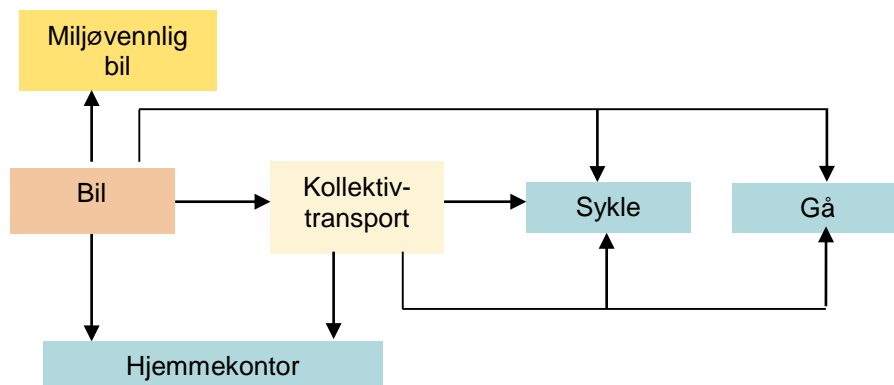 Miljøvennlig
bil
Bil
Kollektiv-
transport
Sykle
Gå
Hjemmekontor